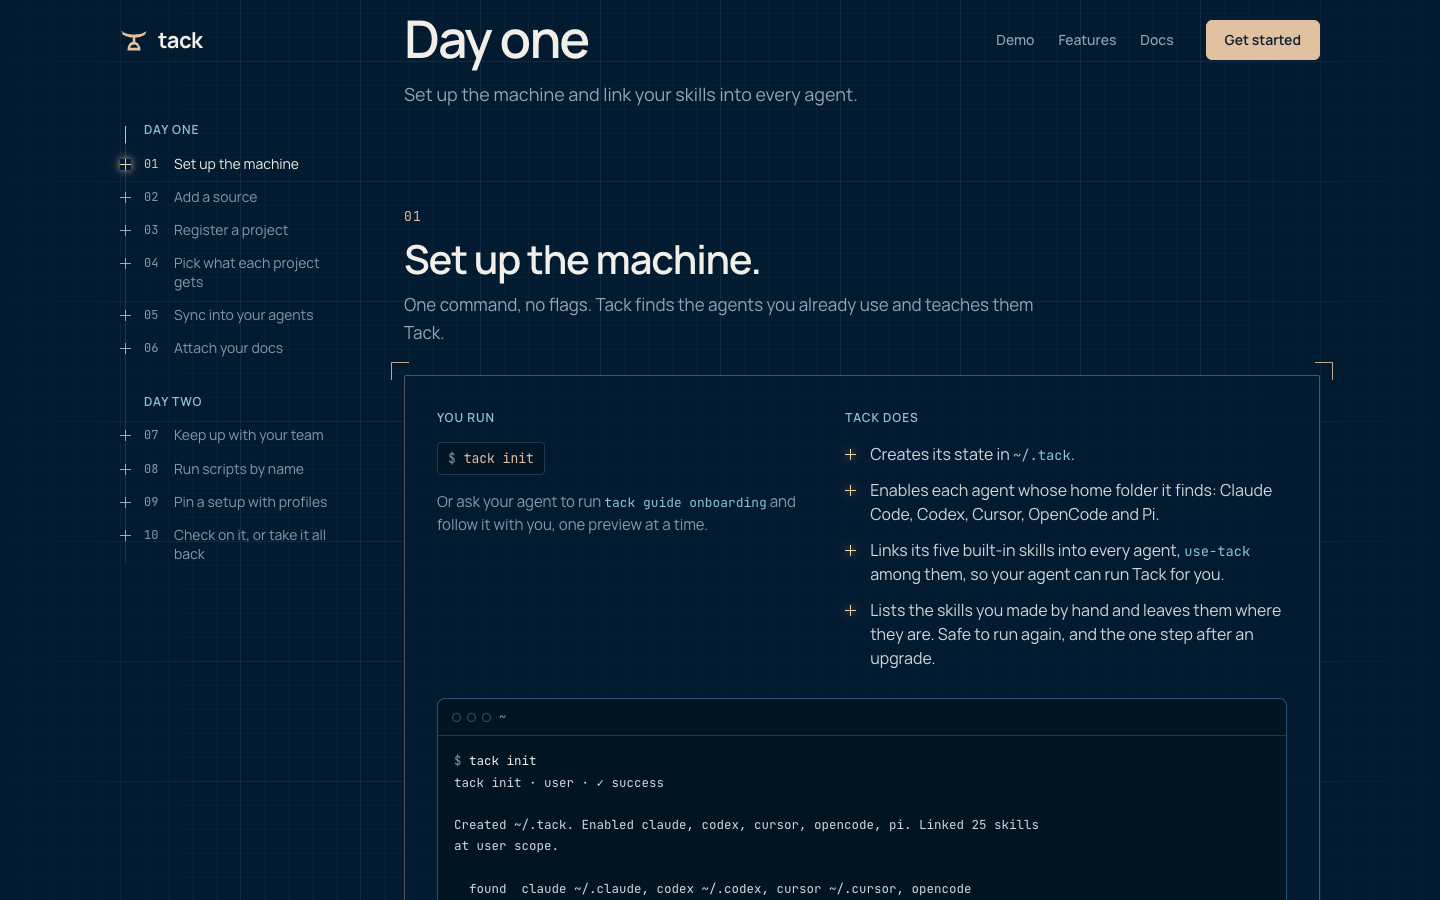 tack
Demo
Features
Docs
Get started
Day one
Set up the machine and link your skills into every agent.
DAY ONE
01 Set up the machine
02 Add a source
03 Register a project
04 Pick what each project
gets
05 Sync into your agents
06 Attach your docs
DAY TWO
07 Keep up with your team
08 Run scripts by name
09 Pin a setup with profiles
10 Check on it, or take it all
back
01
Set up the machine.
One command, no flags. Tack finds the agents you already use and teaches them
Tack.
YOU RUN
$ tack init
Or ask your agent to run tack guide onboarding and
follow it with you, one preview at a time.
TACK DOES
Creates its state in ~/.tack.
Enables each agent whose home folder it finds: Claude
Code, Codex, Cursor, OpenCode and Pi.
Links its five built-in skills into every agent, use-tack
among them, so your agent can run Tack for you.
Lists the skills you made by hand and leaves them where
they are. Safe to run again, and the one step after an
upgrade.
~
$ tack init
tack init · user · ✓ success
Created ~/.tack. Enabled claude, codex, cursor, opencode, pi. Linked 25 skills
at user scope.
found  claude ~/.claude, codex ~/.codex, cursor ~/.cursor, opencode